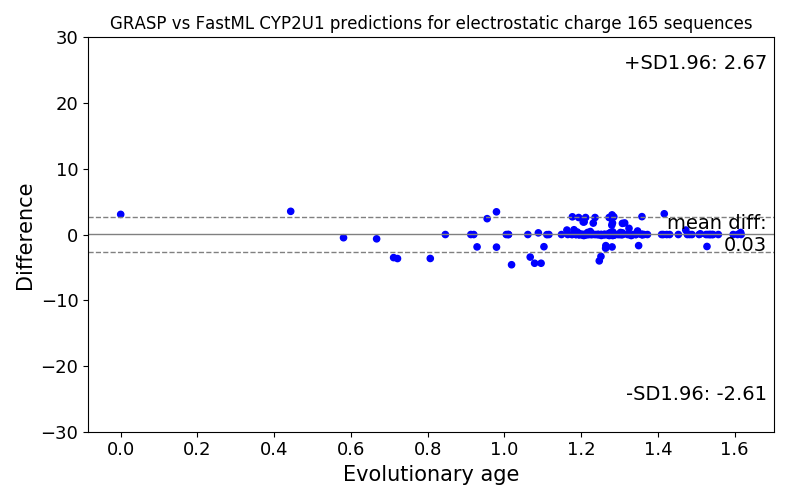 GRASP vs FastML CYP2U1 predictions for electrostatic charge 165 sequences
30
+SD1.96: 2.67
20
10
mean diff:
0
0.03
Difference
−10
−20
-SD1.96: -2.61
−30
0.0 0.2 0.4 0.6 0.8 1.0 1.2 1.4 1.6
Evolutionary age